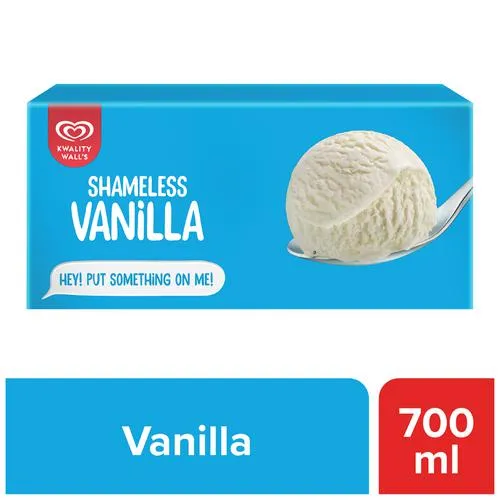 KWALITY
WALL'S
SHAMELESS
VANiLLA
HEY! PUT SOMETHiNG ON ME!
Vanilla
700
ml